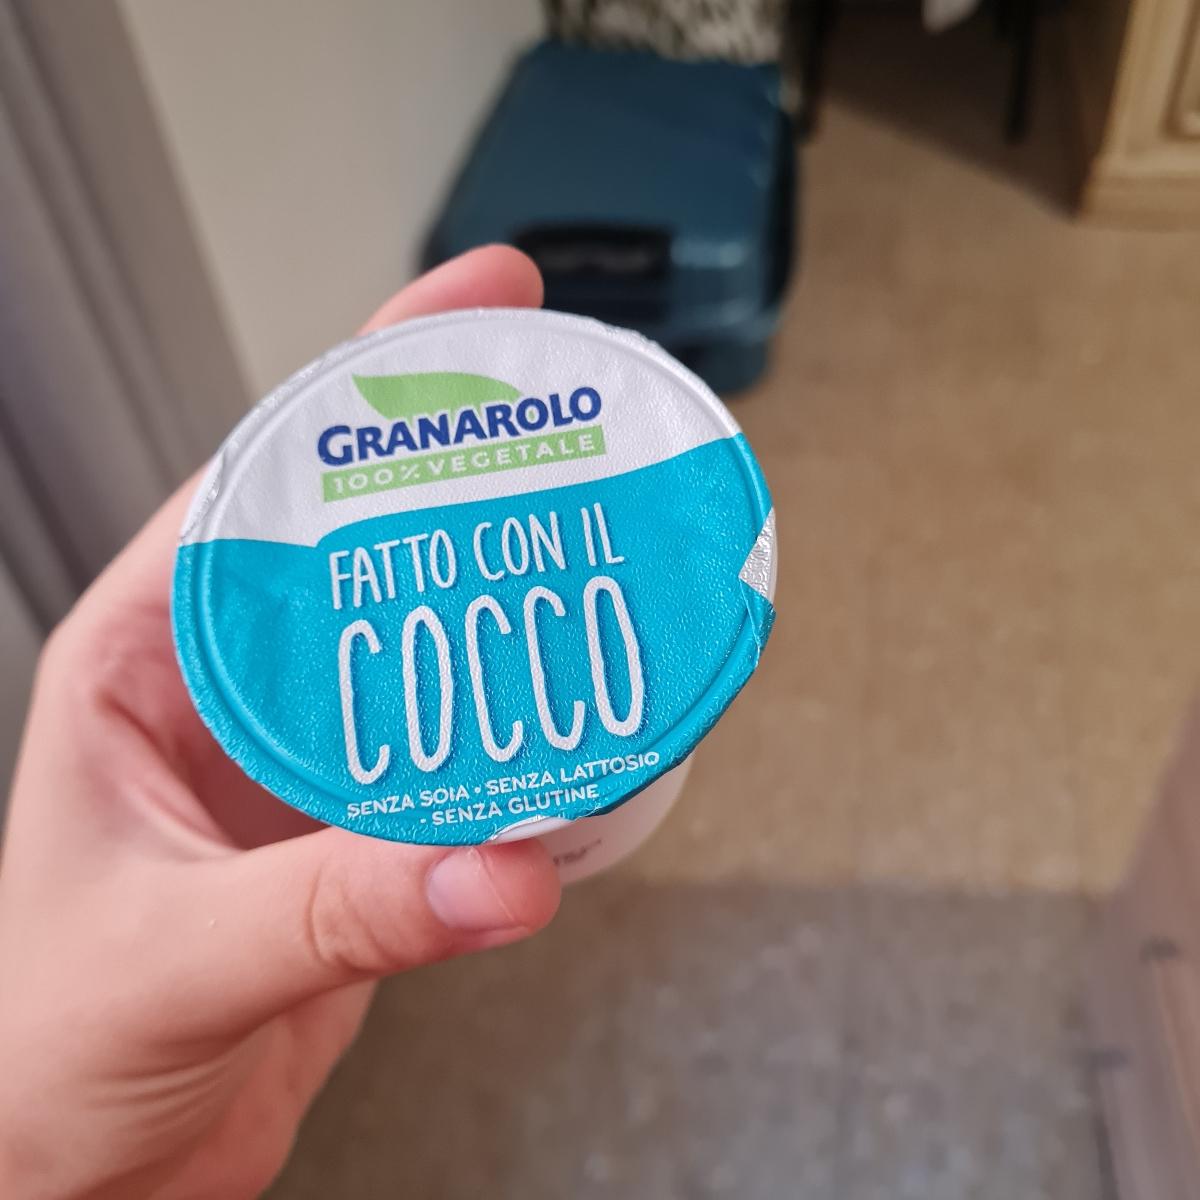 GRANAROLO
100% VEGETALE
FATTO CON IL
COCCO
SENZA SOIA • SENZA LATTOSIO
• SENZA GLUTINE